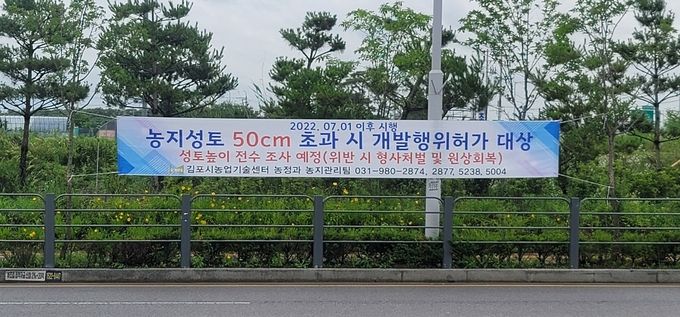 2022. 07.01 이후 시행
농지성토 50cm 초과 시 개발행위허가 대상
성토높이 전수 조사 예정(위반 시 형사처벌 및 원상회복)
김포시농업기술센터 농정과 농지관리팀 031-980-2874, 2877, 5238, 5004